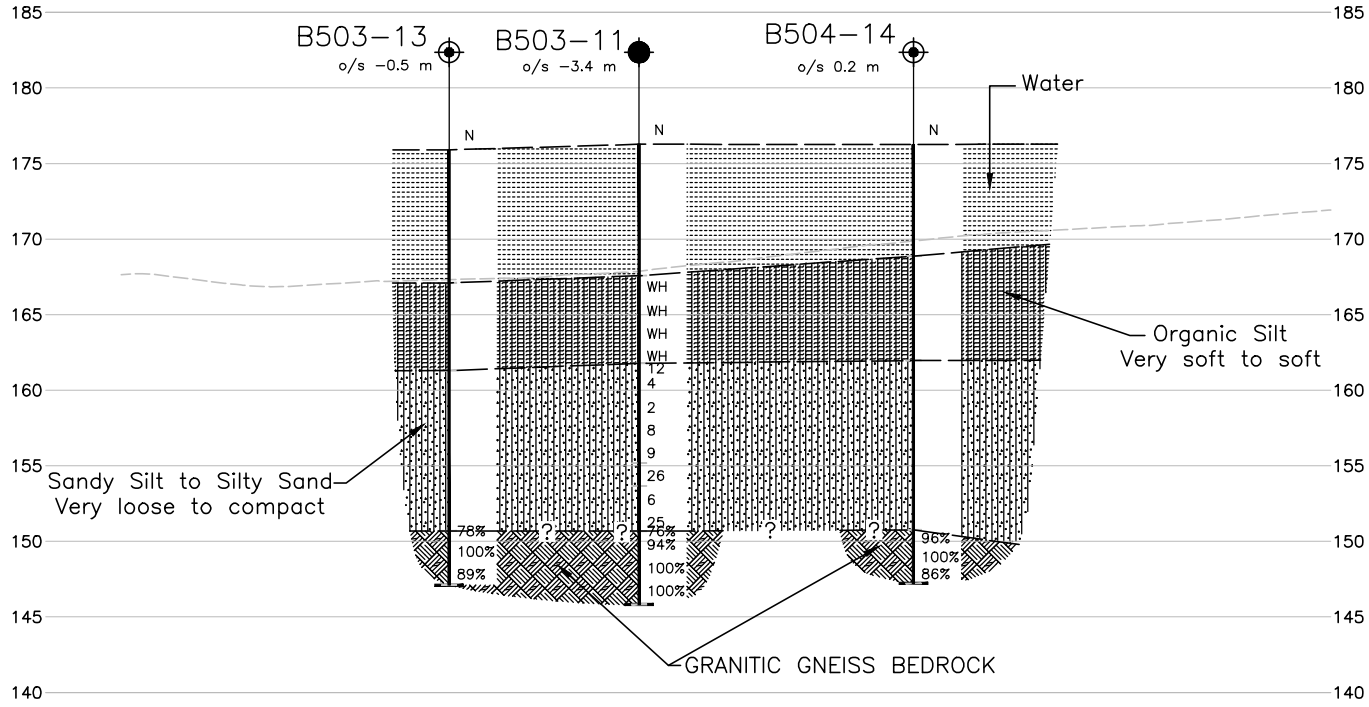 185 185
B503-13 B503-11 B504-14
o/s -0.5 m o/s -3.4 m o/s 0.2 m
180 Water 180
N N N
175 175
170 170
WH
165 WH 165
WH
Organic Silt
Very soft to soft
WH
12
160 4 160
2
8
9
155 155
26
Sandy Silt to Silty Sand
Very loose to compact
6
25
78% ? ? 76% ? ? 96%
150 94% 150
100% 100% 100%
89% 100% 86%
145 145
GRANITIC GNEISS BEDROCK
140 140